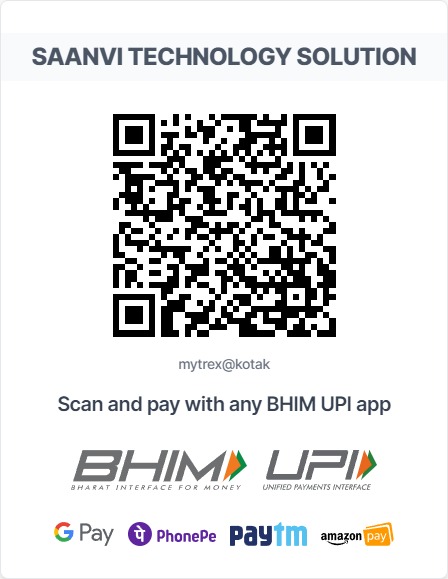 SAANVI TECHNOLOGY SOLUTION
mytrex@kotak
Scan and pay with any BHIM UPI app
BHIM UPI
BHARAT INTERFACE FOR MONEY UNIFIED PAYMENTS INTERFACE
G Pay PhonePe Paytm amazon pay